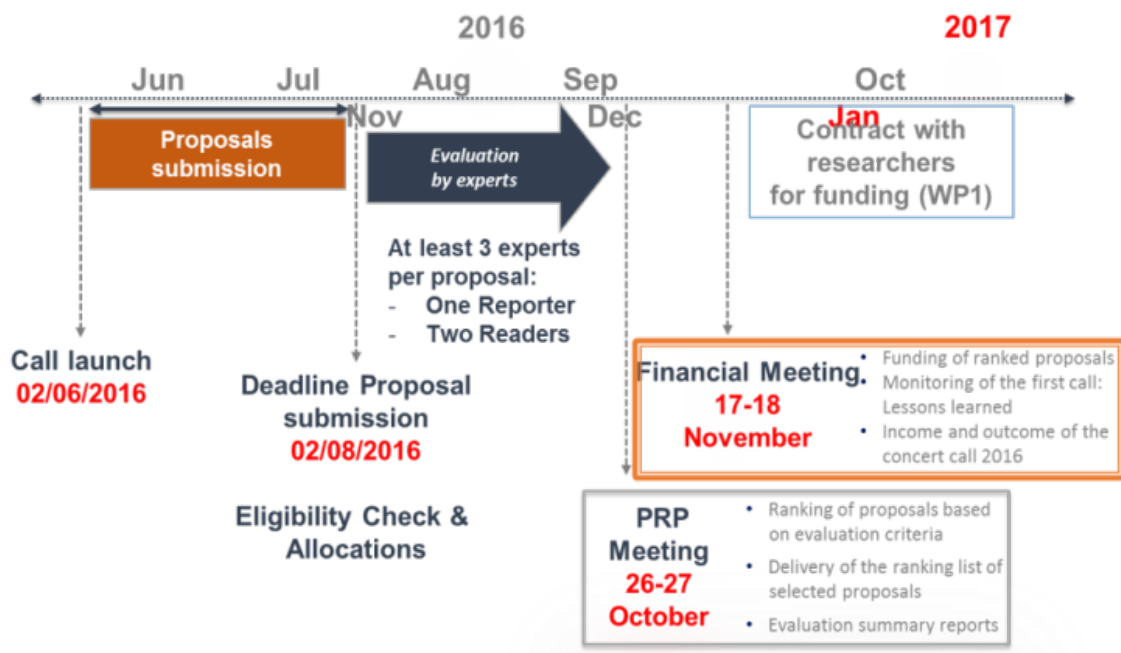 2016
2017
Jun Jul Aug Sep Oct
Nov Dec Jan
Proposals
submission
Evaluation
by experts
Contract with
researchers
for funding (WP1)
At least 3 experts
per proposal:
- One Reporter
- Two Readers
Call launch
02/06/2016
Deadline Proposal
submission
02/08/2016
Eligibility Check &
Allocations
Financial Meeting
17-18
November
• Funding of ranked proposals
• Monitoring of the first call:
Lessons learned
• Income and outcome of the
concert call 2016
PRP
Meeting
26-27
October
• Ranking of proposals based
on evaluation criteria
• Delivery of the ranking list of
selected proposals
• Evaluation summary reports